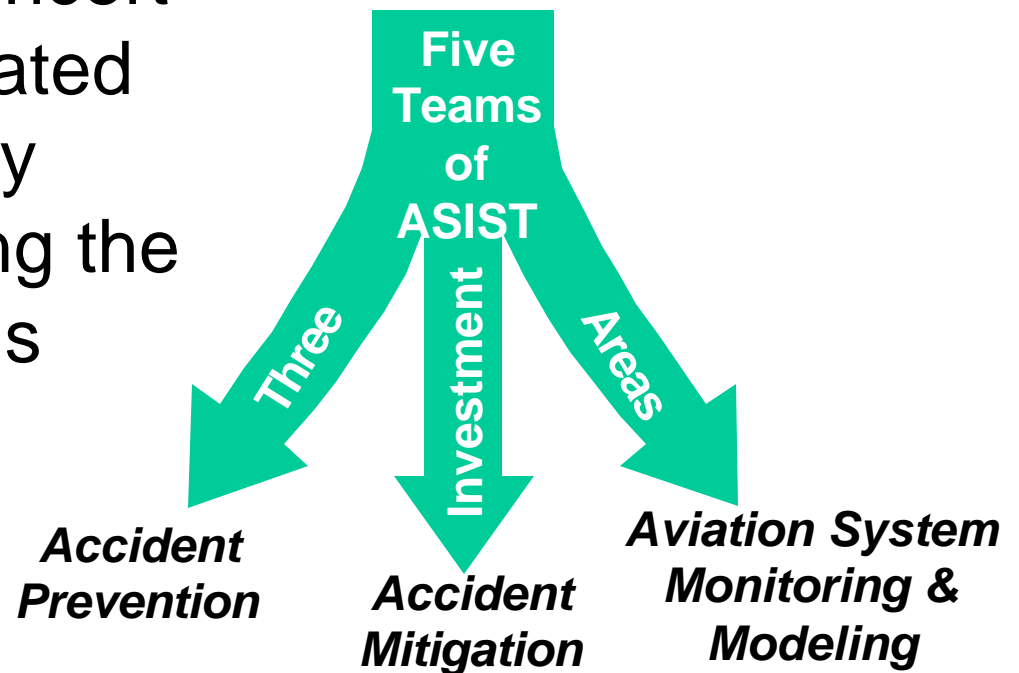 ated
y
ng the
s
Five
Teams
of
ASIST
Three
Investment
Areas
Accident
Prevention
Accident
Mitigation
Aviation System
Monitoring &
Modeling